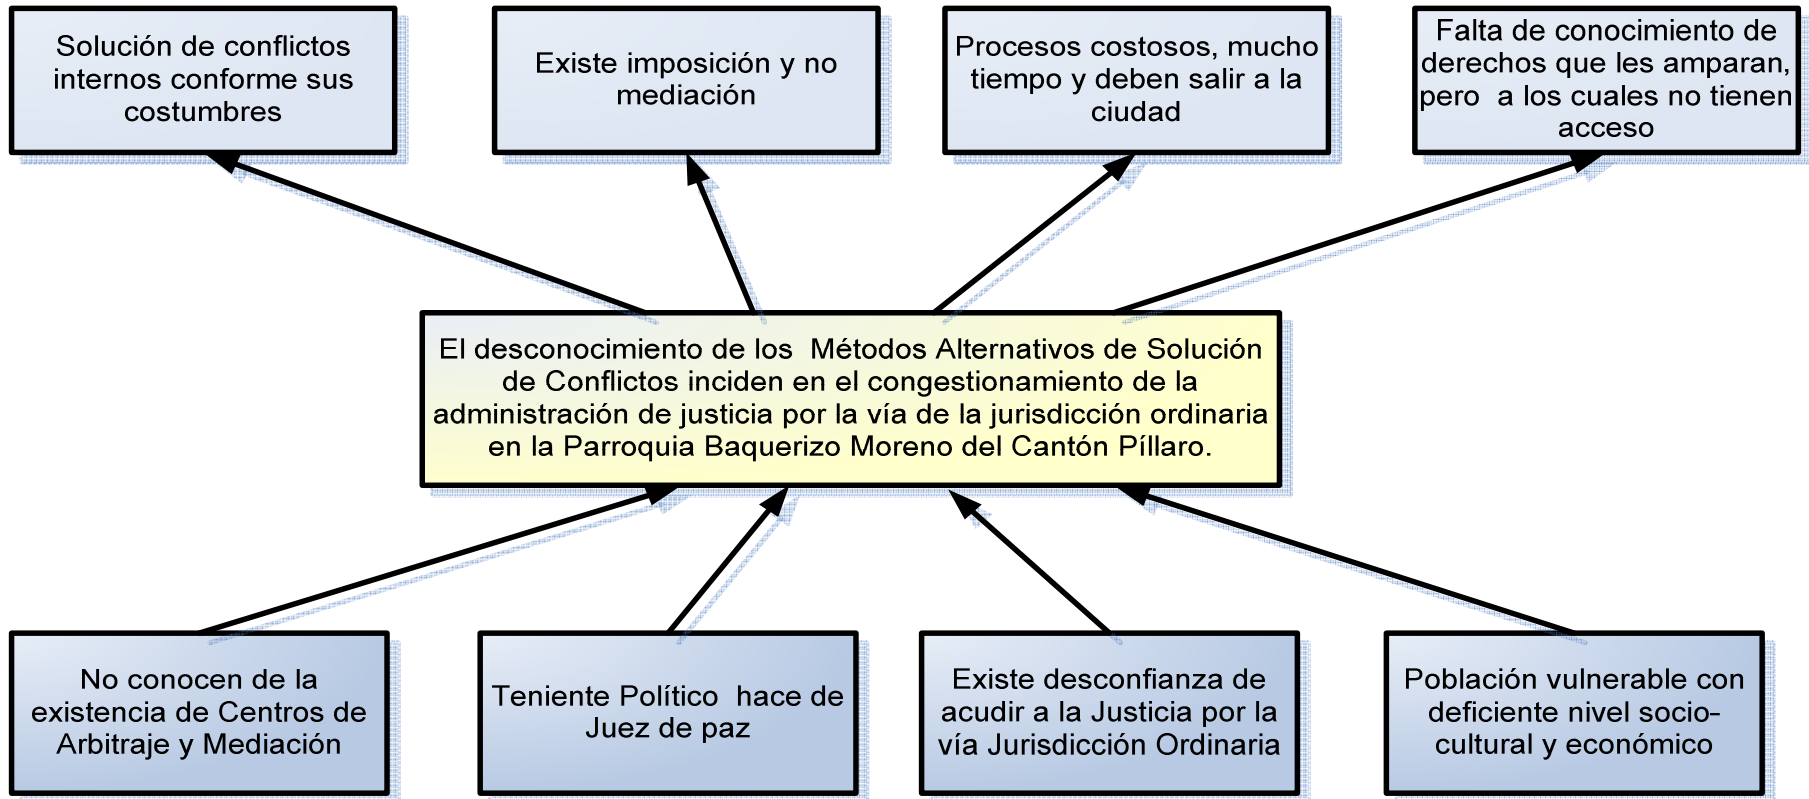 Solución de conflictos
internos conforme sus
costumbres
Existe imposición y no
mediación
Procesos costosos, mucho
tiempo y deben salir a la
ciudad
Falta de conocimiento de
derechos que les amparan,
pero  a los cuales no tienen
acceso
El desconocimiento de los  Métodos Alternativos de Solución
de Conflictos inciden en el congestionamiento de la
administración de justicia por la vía de la jurisdicción ordinaria
en la Parroquia Baquerizo Moreno del Cantón Píllaro.
No conocen de la
existencia de Centros de
Arbitraje y Mediación
Teniente Político  hace de
Juez de paz
Existe desconfianza de
acudir a la Justicia por la
vía Jurisdicción Ordinaria
Población vulnerable con
deficiente nivel socio-
cultural y económico